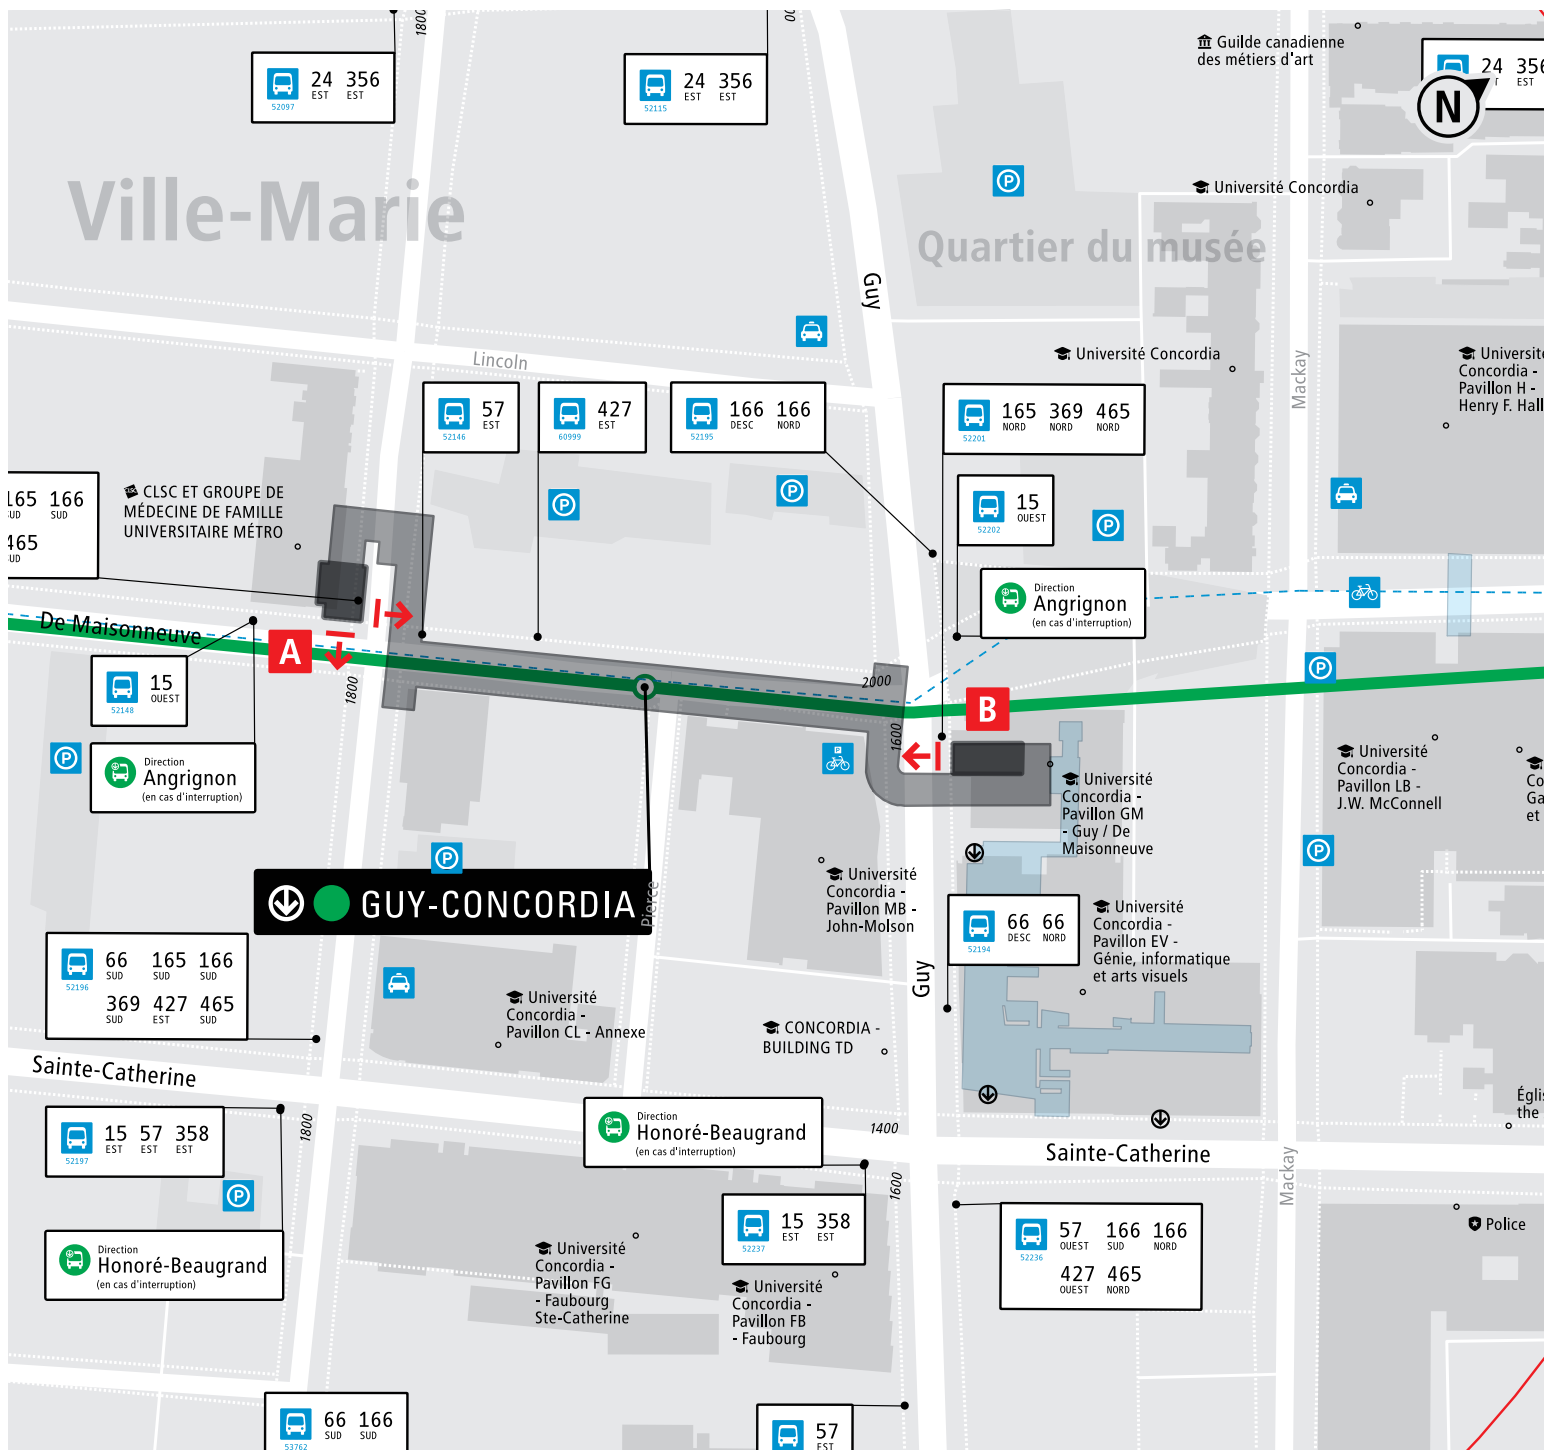 1800
00
24 356
EST EST
52097
24 356
EST EST
52115
Guilde canadienne
des métiers d'art
24 356
EST
N
Ville-Marie
Quartier du musée
P
Université Concordia
Guy
Lincoln
Université Concordia
Mackay
Université
Concordia -
Pavillon H -
Henry F. Hall
57
EST
52146
427
EST
60999
166 166
DESC NORD
52195
165 369 465
NORD NORD NORD
52201
15
OUEST
52202
165 166
SUD SUD
465
SUD
CLSC
CLSC ET GROUPE DE
MÉDECINE DE FAMILLE
UNIVERSITAIRE MÉTRO
P
P
P
Direction
Angrignon
(en cas d'interruption)
De Maisonneuve
A
15
OUEST
52148
1800
2000
1600
B
P
P
Direction
Angrignon
(en cas d'interruption)
P
Université
Concordia -
Pavillon GM
- Guy / De
Maisonneuve
Université
Concordia -
Pavillon LB -
J.W. McConnell
Co
Ga
et
P
P
GUY-CONCORDIA
Pierce
Université
Concordia -
Pavillon MB -
John-Molson
66 66
DESC NORD
52194
Université
Concordia -
Pavillon EV -
Génie, informatique
et arts visuels
66 165 166
SUD SUD SUD
52196
369 427 465
SUD EST SUD
Guy
Université
Concordia -
Pavillon CL - Annexe
CONCORDIA -
BUILDING TD
Sainte-Catherine
15 57 358
EST EST EST
52197
1800
Direction
Honoré-Beaugrand
(en cas d'interruption)
1400
Sainte-Catherine
Églis
the
P
1600
Mackay
15 358
EST EST
52237
57 166 166
OUEST SUD NORD
52236
427 465
OUEST NORD
Police
Direction
Honoré-Beaugrand
(en cas d'interruption)
Université
Concordia -
Pavillon FG
- Faubourg
Ste-Catherine
Université
Concordia -
Pavillon FB
- Faubourg
66 166
SUD SUD
53762
57
EST